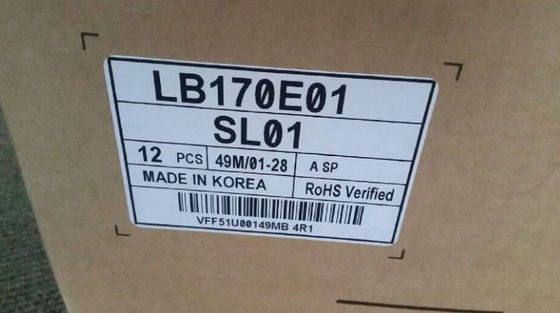 LB170E01
SL01
12 PCS 49M/01-28 A SP
MADE IN KOREA RoHS Verified
VFF51U00149MB 4R1